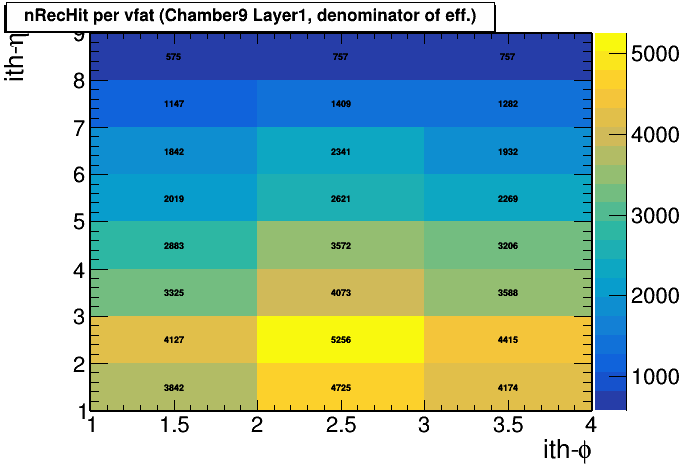 nRecHit per vfat (Chamber9 Layer1, denominator of eff.)
ith-η
9
575 757 757
8
1147 1409 1282
7
1842 2341 1932
6
2019 2621 2269
5
2883 3572 3206
4
3325 4073 3588
3
4127 5256 4415
2
3842 4725 4174
1
1 1.5 2 2.5 3 3.5 4
ith-ϕ
5000
4000
3000
2000
1000